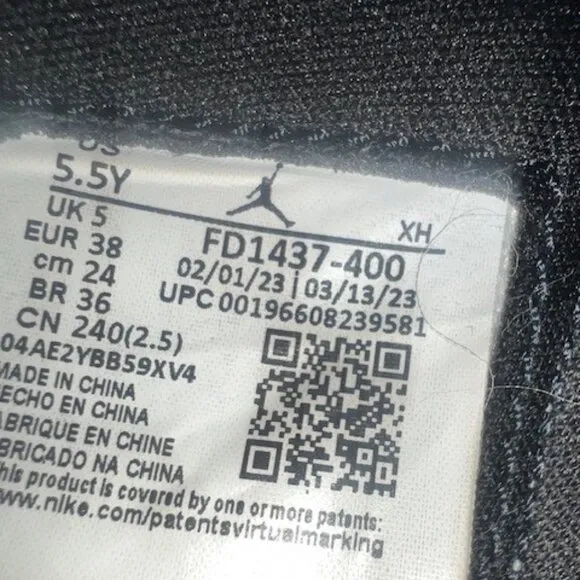 US
5.5Y
UK 5
EUR 38
cm 24
BR 36
CN 240(2.5)
04AE2YBB59XV4
XH
FD1437-400
02/01/23 | 03/13/23
UPC 00196608239581
MADE IN CHINA
HECHO EN CHINA
FABRIQUE EN CHINE
FABRICADO NA CHINA
This product is covered by one or more patents:
www.nike.com/patentsvirtualmarking